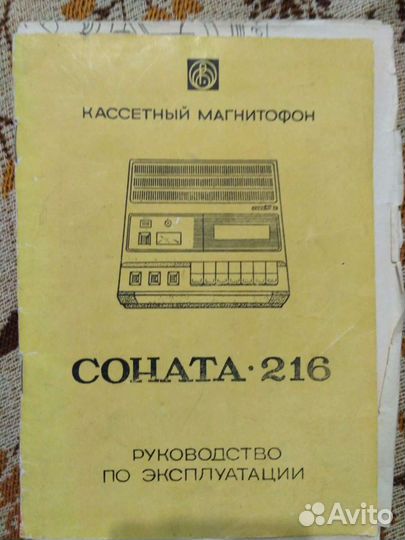 КАССЕТНЫЙ МАГНИТОФОН
СОНАТА·216
РУКОВОДСТВО
ПО ЭКСПЛУАТАЦИИ
Avito